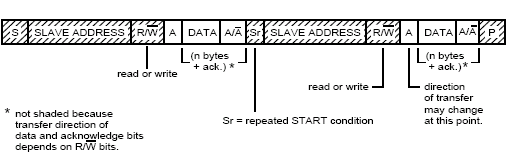 S SLAVE ADDRESS R/W̅ A DATA A/A̅ Sr SLAVE ADDRESS R/W̅ A DATA A/A̅ P
(n bytes + ack.) *
(n bytes + ack.) *
read or write
read or write
direction of transfer may change at this point.
* not shaded because
transfer direction of
data and acknowledge bits
depends on R/W̅ bits.
Sr = repeated START condition